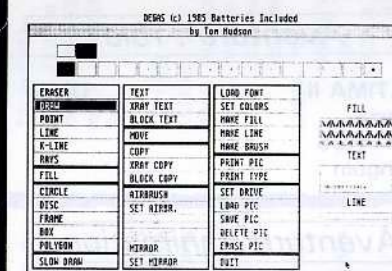 DEGAS (c) 1985 Batteries Included
by Tom Hudson
ERASER
DRAW
POINT
LINE
K-LINE
RAYS
FILL
CIRCLE
DISC
FRAME
BOX
POLYGON
SLOW DRAW
TEXT
XRAY TEXT
BLOCK TEXT
MOVE
COPY
XRAY COPY
BLOCK COPY
AIRBRUSH
SET AIRBR.
MIRROR
SET MIRROR
LOAD FONT
SET COLORS
MAKE FILL
MAKE LINE
MAKE BRUSH
PRINT PIC
PRINT TYPE
SET DRIVE
LOAD PIC
SAVE PIC
DELETE PIC
ERASE PIC
QUIT
FILL
TEXT
LINE